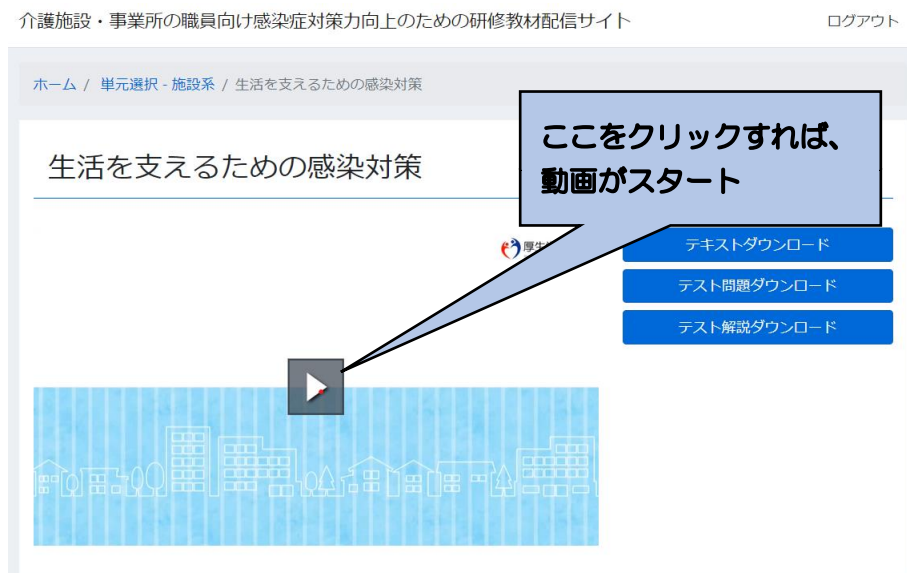 介護施設・事業所の職員向け感染症対策力向上のための研修教材配信サイト
ログアウト
ホーム / 単元選択 - 施設系 / 生活を支えるための感染対策
ここをクリックすれば、
動画がスタート
生活を支えるための感染対策
厚生
テキストダウンロード
テスト問題ダウンロード
テスト解説ダウンロード